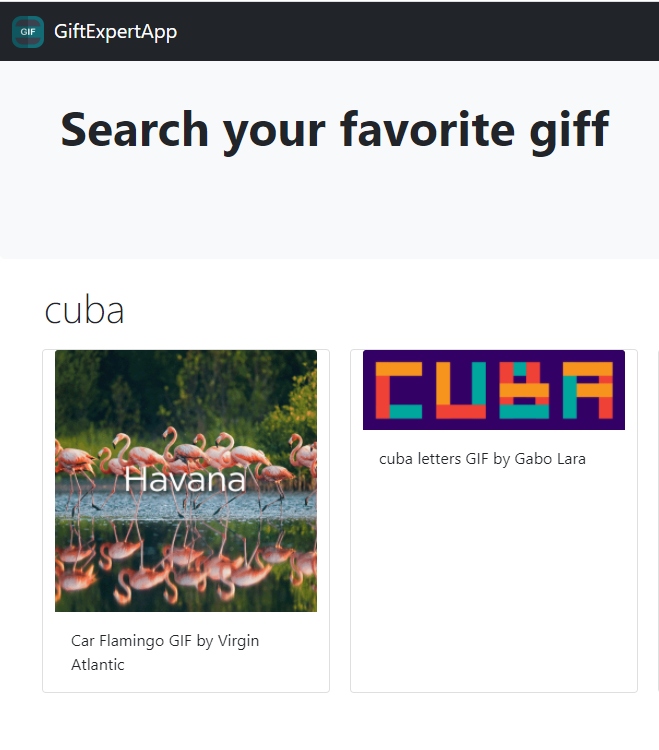 GIF
GiftExpertApp
Search your favorite giff
cuba
Havana
Car Flamingo GIF by Virgin
Atlantic
CUBA
cuba letters GIF by Gabo Lara